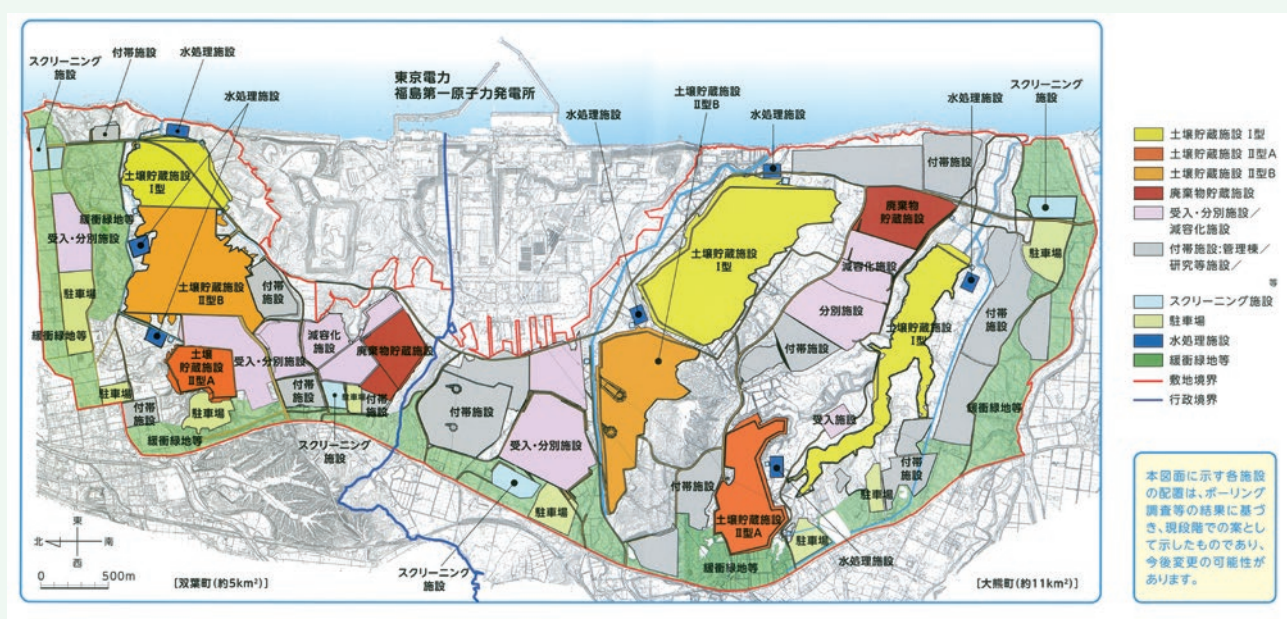 スクリーニング
施設
付帯施設
水処理施設
水処理施設
東京電力
福島第一原子力発電所
水処理施設
土壌貯蔵施設
Ⅱ型B
水処理施設
水処理施設
スクリーニング
施設
土壌貯蔵施設
Ⅰ型
緩衝緑地等
受入・分別施設
駐車場
緩衝緑地等
駐車場
土壌貯蔵施設
Ⅱ型B
付帯
施設
土壌
貯蔵施設
Ⅱ型A
受入・分別施設
減容化
施設
廃棄物貯蔵施設
付帯
施設
駐車場
付帯
施設
駐車場
付帯
施設
緩衝緑地等
スクリーニング
施設
付帯施設
受入・分別施設
スクリーニング
施設
駐車場
土壌貯蔵施設
Ⅰ型
付帯施設
廃棄物
貯蔵施設
減容化施設
分別施設
付帯施設
土壌貯蔵施設
Ⅰ型
受入施設
付帯
施設
駐車場
緩衝緑地等
付帯
施設
駐車場
付帯施設
土壌貯蔵施設
Ⅱ型A
駐車場
緩衝緑地等
水処理施設
東
北
南
西
0 500m
[双葉町(約5km²)]
[大熊町(約11km²)]
土壌貯蔵施設 Ⅰ型
土壌貯蔵施設 Ⅱ型A
土壌貯蔵施設 Ⅱ型B
廃棄物貯蔵施設
受入・分別施設/
減容化施設
付帯施設:管理棟/
研究等施設/
等
スクリーニング施設
駐車場
水処理施設
緩衝緑地等
敷地境界
行政境界
本図面に示す各施設
の配置は、ボーリング
調査等の結果に基づ
き、現段階での案とし
て示したものであり、
今後変更の可能性が
あります。